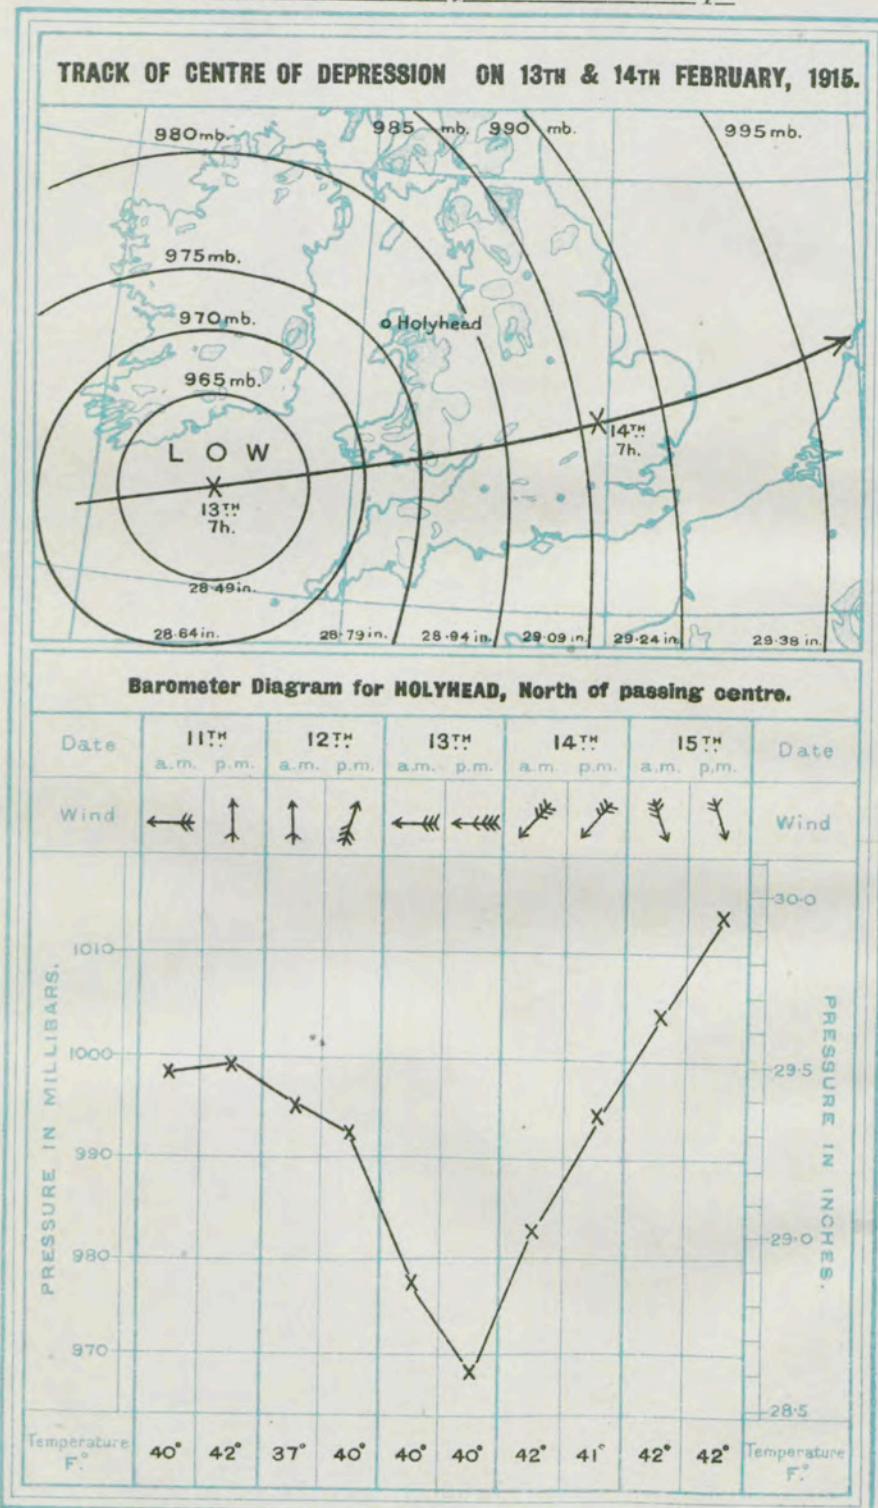 TRACK OF CENTRE OF DEPRESSION ON 13TH & 14TH FEBRUARY, 1915.
980mb. 985 mb. 990 mb. 995mb.
975mb.
970mb. Holyhead
965mb.
LOW
14TH
7h.
13TH
7h.
28·49in.
28·64in. 28·79in. 28·94in. 29·09in. 29·24in. 29·38in.
Barometer Diagram for HOLYHEAD, North of passing centre.
Date 11TH 12TH 13TH 14TH 15TH Date
a.m. p.m. a.m. p.m. a.m. p.m. a.m. p.m. a.m. p.m.
Wind Wind
30·0
1010
1000
29·5
990
29·0
980
970
28·5
PRESSURE IN MILLIBARS.
PRESSURE IN INCHES.
Temperature F.° 40° 42° 37° 40° 40° 40° 42° 41° 42° 42° Temperature F.°